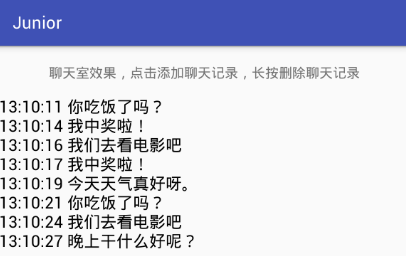 Junior
聊天室效果，点击添加聊天记录，长按删除聊天记录
13:10:11 你吃饭了吗？
13:10:14 我中奖啦！
13:10:16 我们去看电影吧
13:10:17 我中奖啦！
13:10:19 今天天气真好呀。
13:10:21 你吃饭了吗？
13:10:24 我们去看电影吧
13:10:27 晚上干什么好呢？